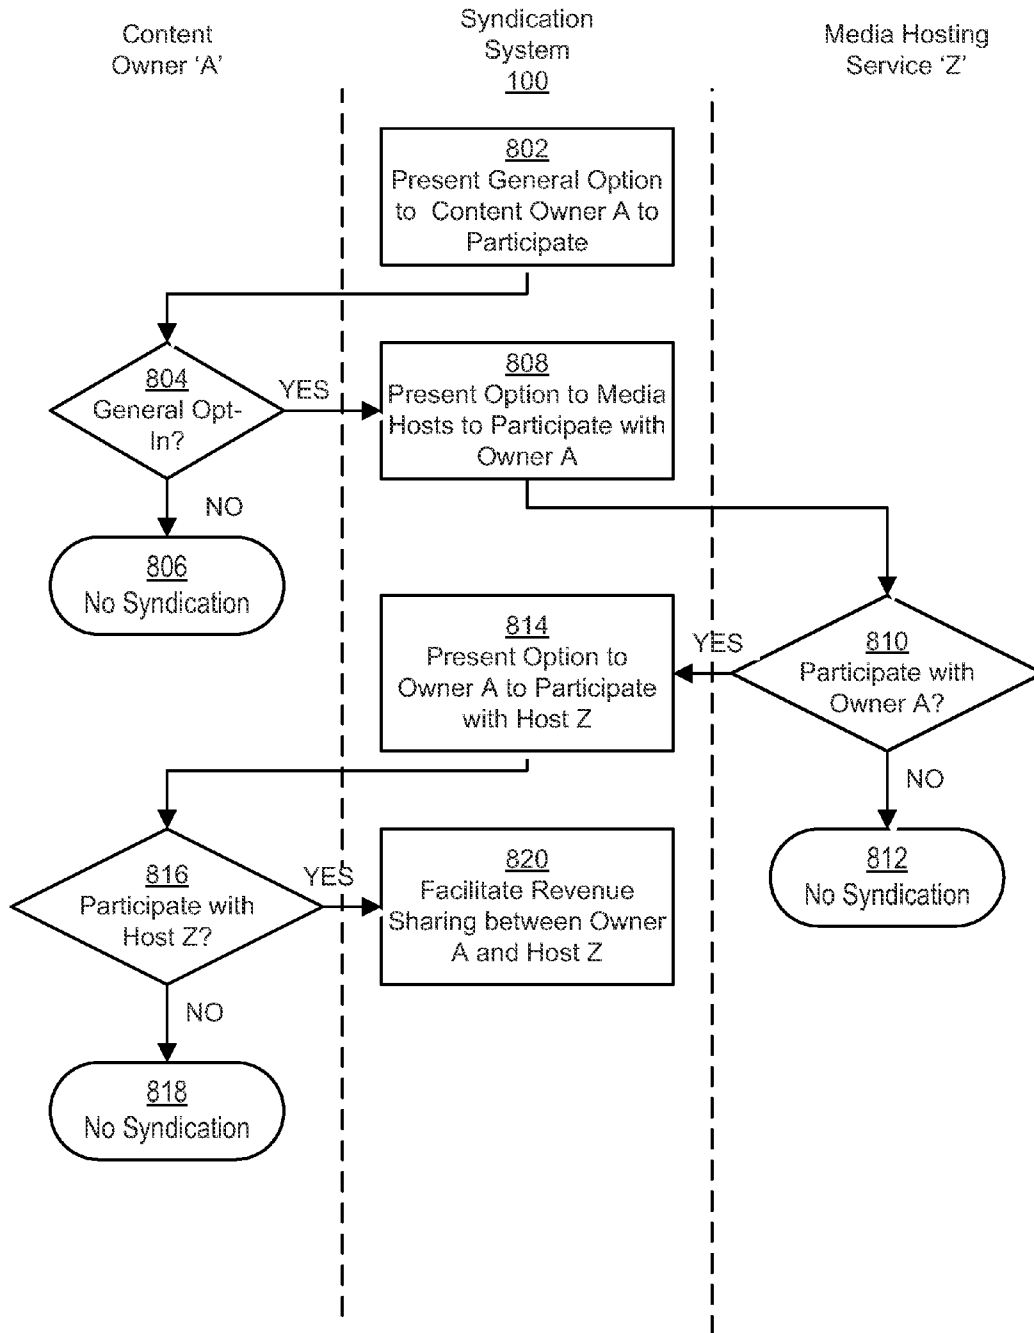 Content
Owner ‘A’
Syndication
System
100
Media Hosting
Service ‘Z’
802
Present General Option
to Content Owner A to
Participate
804
General Opt-
In?
YES
808
Present Option to Media
Hosts to Participate with
Owner A
NO
806
No Syndication
814
Present Option to
Owner A to Participate
with Host Z
YES
810
Participate with
Owner A?
NO
812
No Syndication
816
Participate with
Host Z?
YES
820
Facilitate Revenue
Sharing between Owner
A and Host Z
NO
818
No Syndication